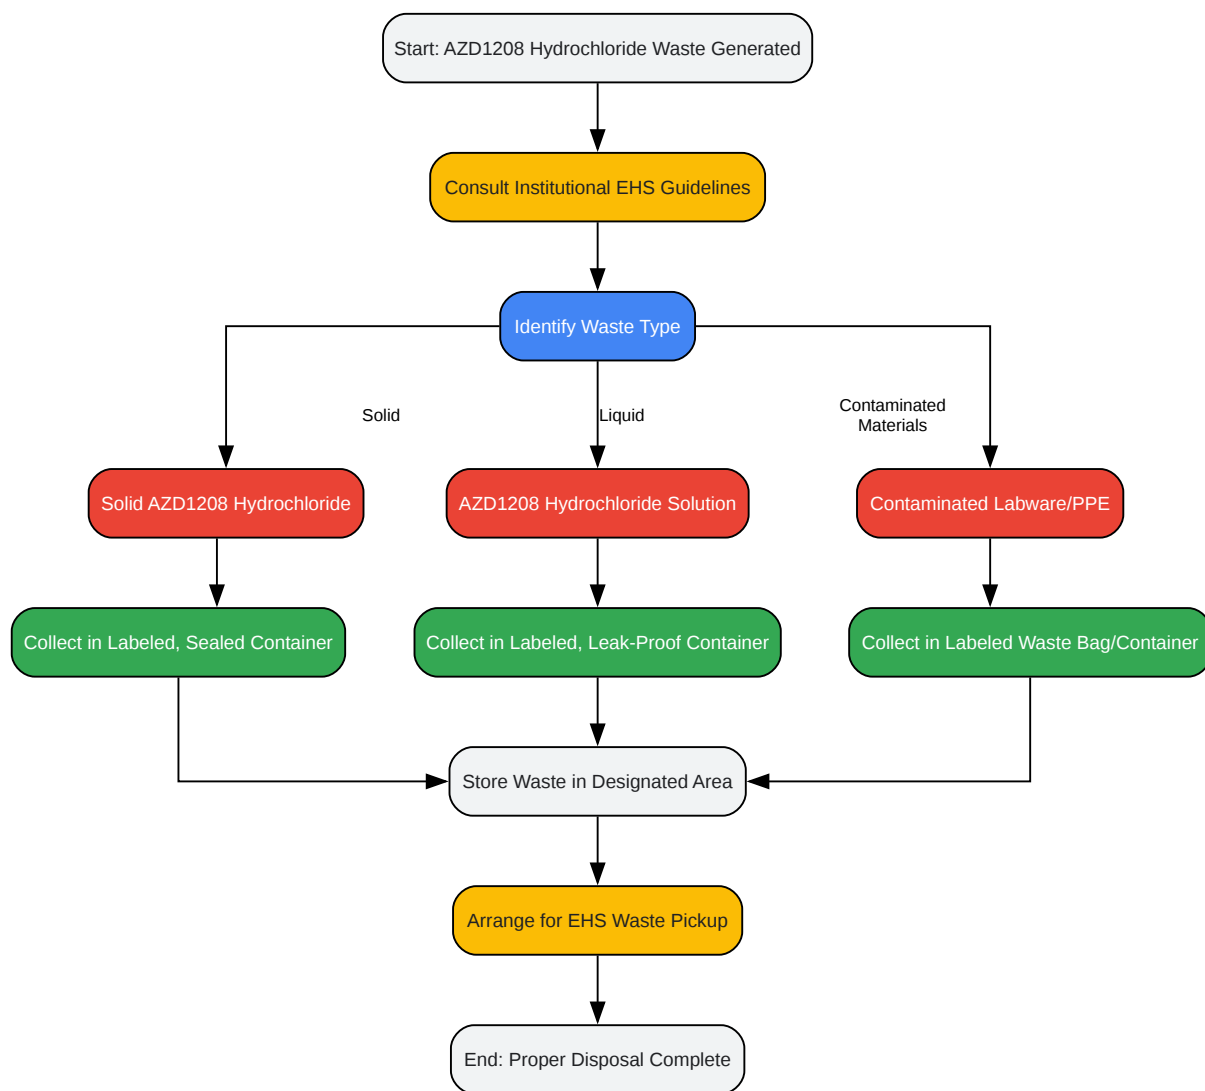 Start: AZD1208 Hydrochloride Waste Generated
Consult Institutional EHS Guidelines
Identify Waste Type
Solid
Liquid
Contaminated
Materials
Solid AZD1208 Hydrochloride
AZD1208 Hydrochloride Solution
Contaminated Labware/PPE
Collect in Labeled, Sealed Container
Collect in Labeled, Leak-Proof Container
Collect in Labeled Waste Bag/Container
Store Waste in Designated Area
Arrange for EHS Waste Pickup
End: Proper Disposal Complete